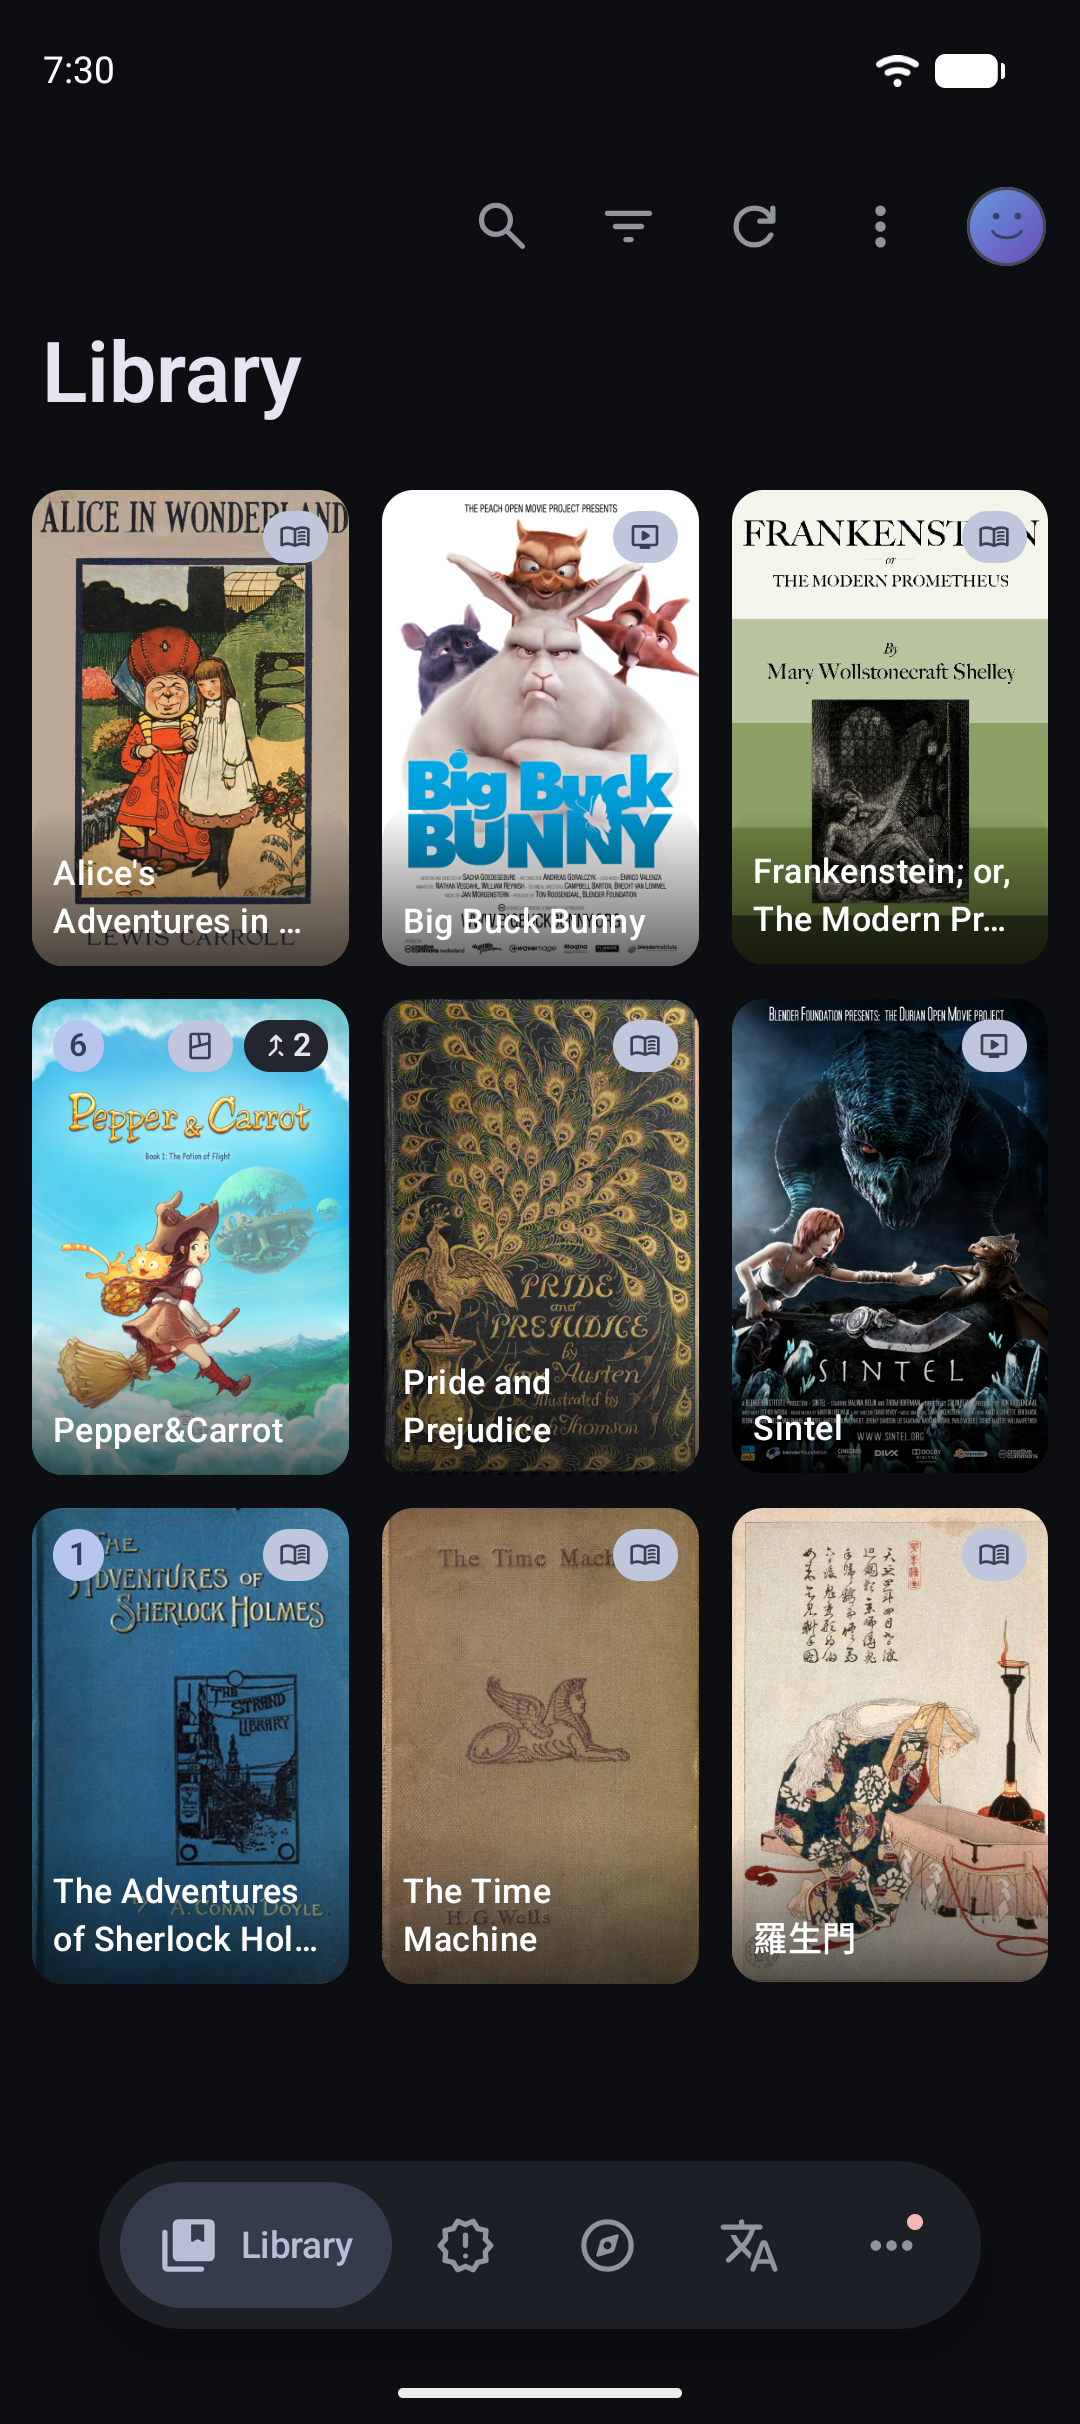 7:30
Library
ALICE IN WONDERLAND
Alice's
Adventures in ...
LEWIS CARROLL
THE PEACH OPEN MOVIE PROJECT PRESENTS
Big Buck
BUNNY
Big Buck Bunny
or
THE MODERN PROMETHEUS
By
Mary Wollstonecraft Shelley
Frankenstein; or,
The Modern Pr...
6
2
Pepper & Carrot
Book 1: The Potion of Flight
Pepper&Carrot
PRIDE
and
PREJUDICE
by
Austen
Illustrated by
Thomson
Pride and
Prejudice
BLENDER FOUNDATION PRESENTS: THE DURIAN OPEN MOVIE PROJECT
SINTEL
Sintel
WWW.SINTEL.ORG
1
THE
ADVENTURES OF
SHERLOCK HOLMES
THE
STRAND
LIBRARY
The Adventures
A. CONAN DOYLE.
of Sherlock Hol...
The Time
The Time
H.G.Wells
Machine
羅生門
Library